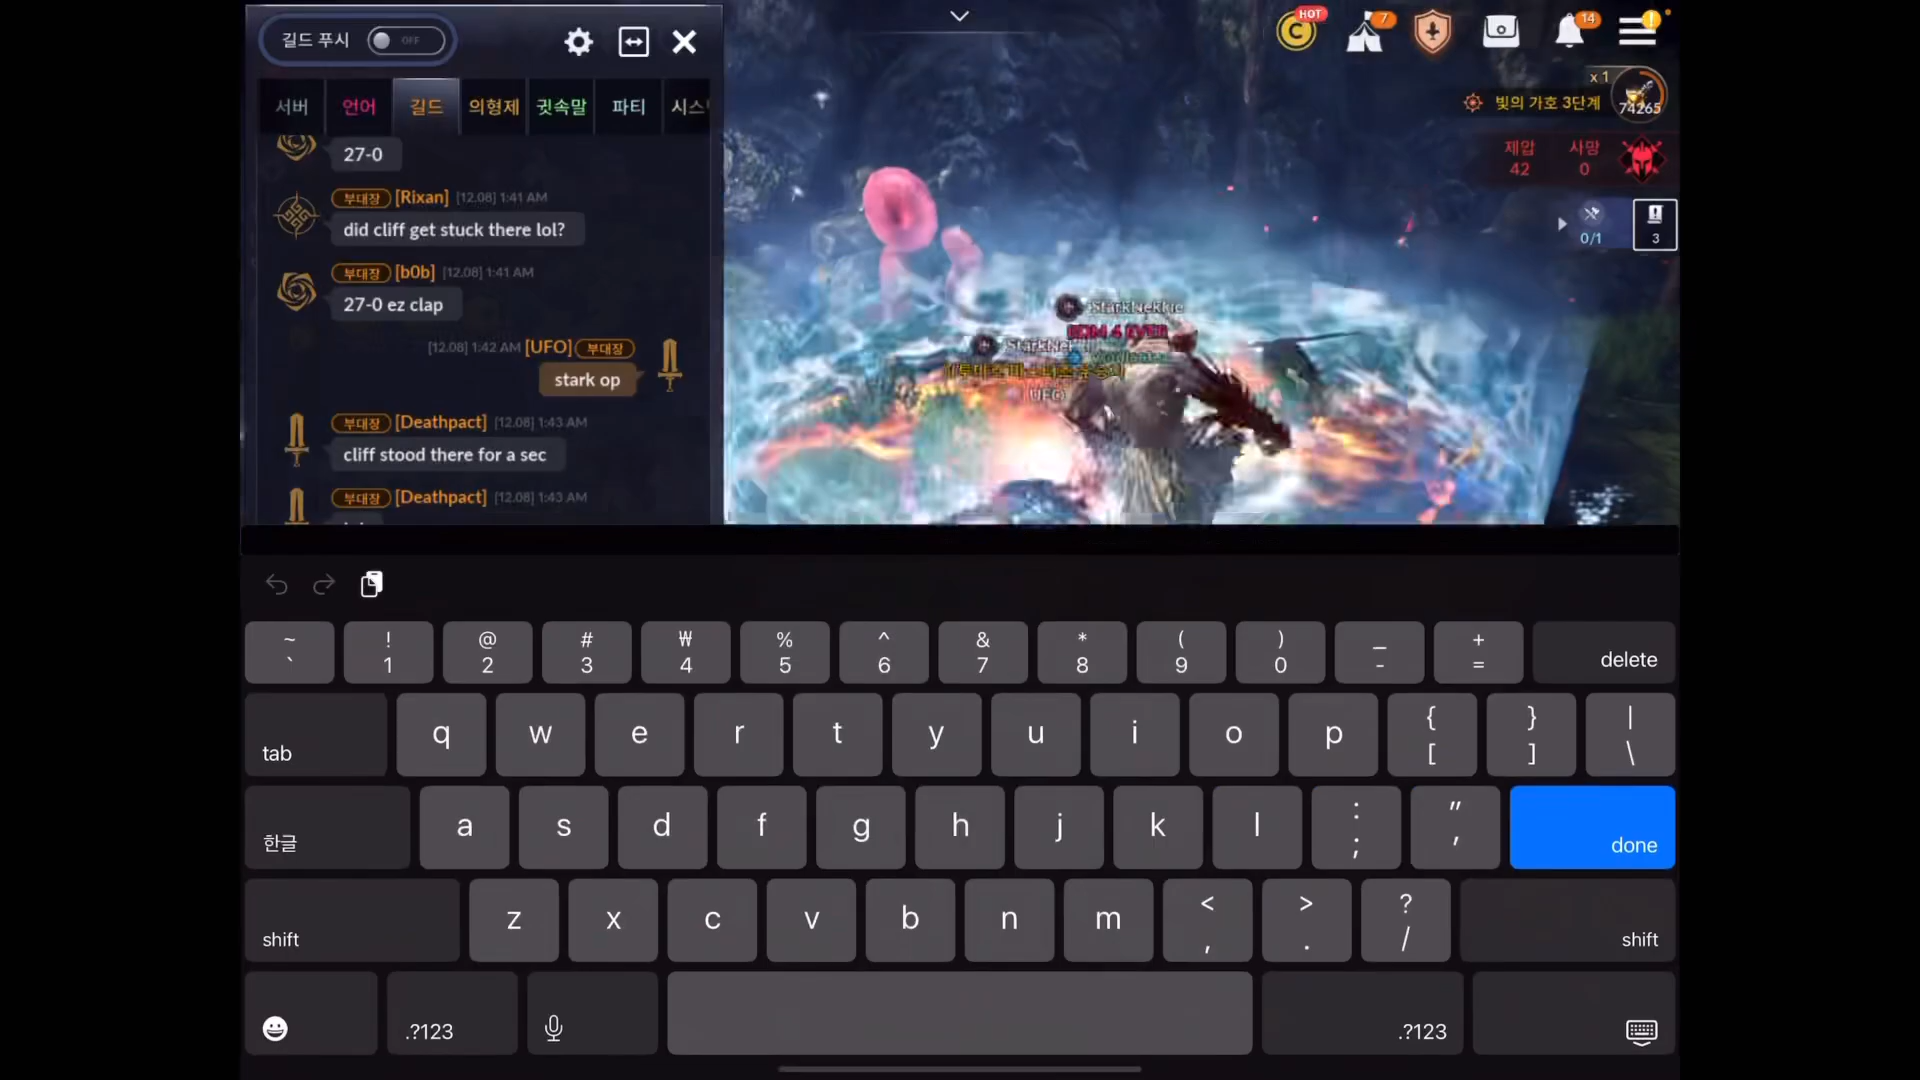 길드 푸시 OFF
HOT
7
14
서버 언어 길드 의형제 귓속말 파티 시스
27-0
부대장 [Rixan] [12.08] 1:41 AM
did cliff get stuck there lol?
부대장 [b0b] [12.08] 1:41 AM
27-0 ez clap
[12.08] 1:42 AM [UFO] 부대장
stark op
부대장 [Deathpact] [12.08] 1:43 AM
cliff stood there for a sec
부대장 [Deathpact] [12.08] 1:43 AM
x 1
빛의 가호 3단계
74265
제압 사망
42 0
0/1
3
UFO
~ ! @ # ₩ % ^ & * ( ) _ +
` 1 2 3 4 5 6 7 8 9 0 - = delete
tab q w e r t y u i o p { [ } ] | \
한글 a s d f g h j k l : ; " ' done
shift z x c v b n m < , > . ? / shift
.?123 .?123